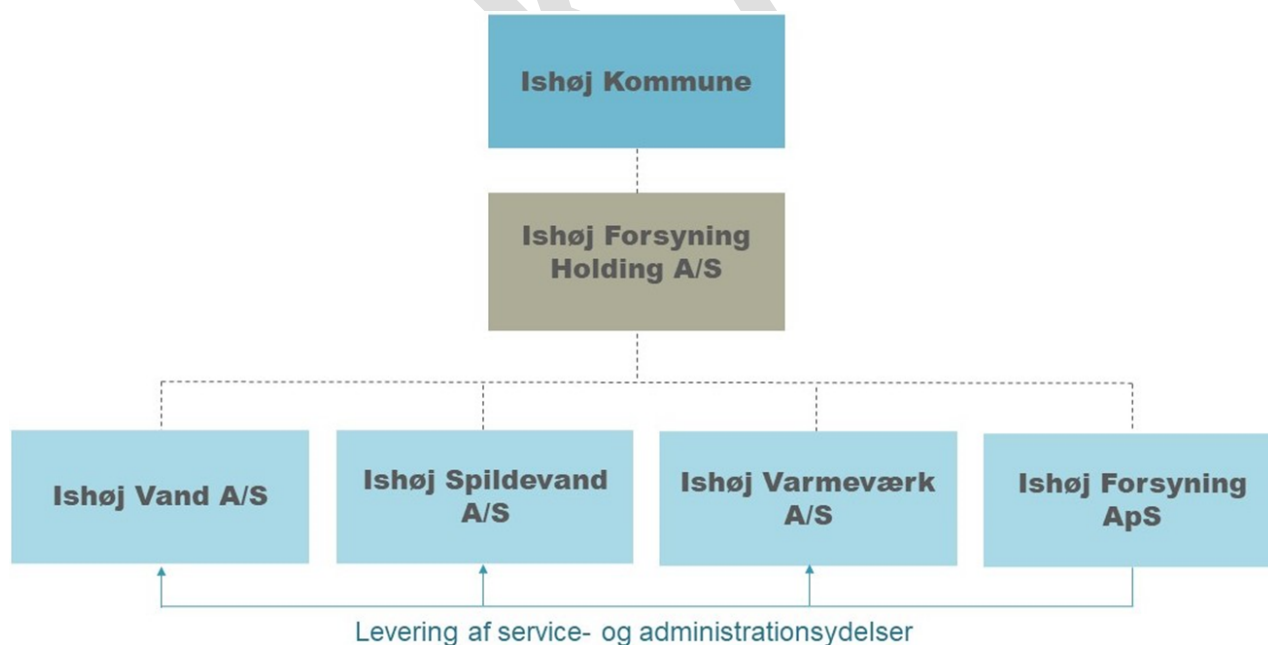 Ishøj Kommune
Ishøj Forsyning
Holding A/S
Ishøj Vand A/S
Ishøj Spildevand
A/S
Ishøj Varmeværk
A/S
Ishøj Forsyning
ApS
Levering af service- og administrationsydelser